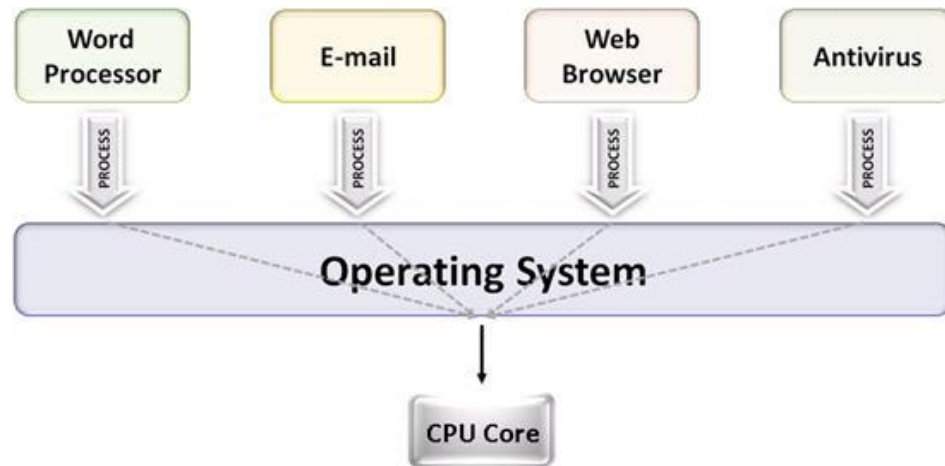 Word
Processor
E-mail
Web
Browser
Antivirus
PROCESS
PROCESS
PROCESS
PROCESS
Operating System
CPU Core